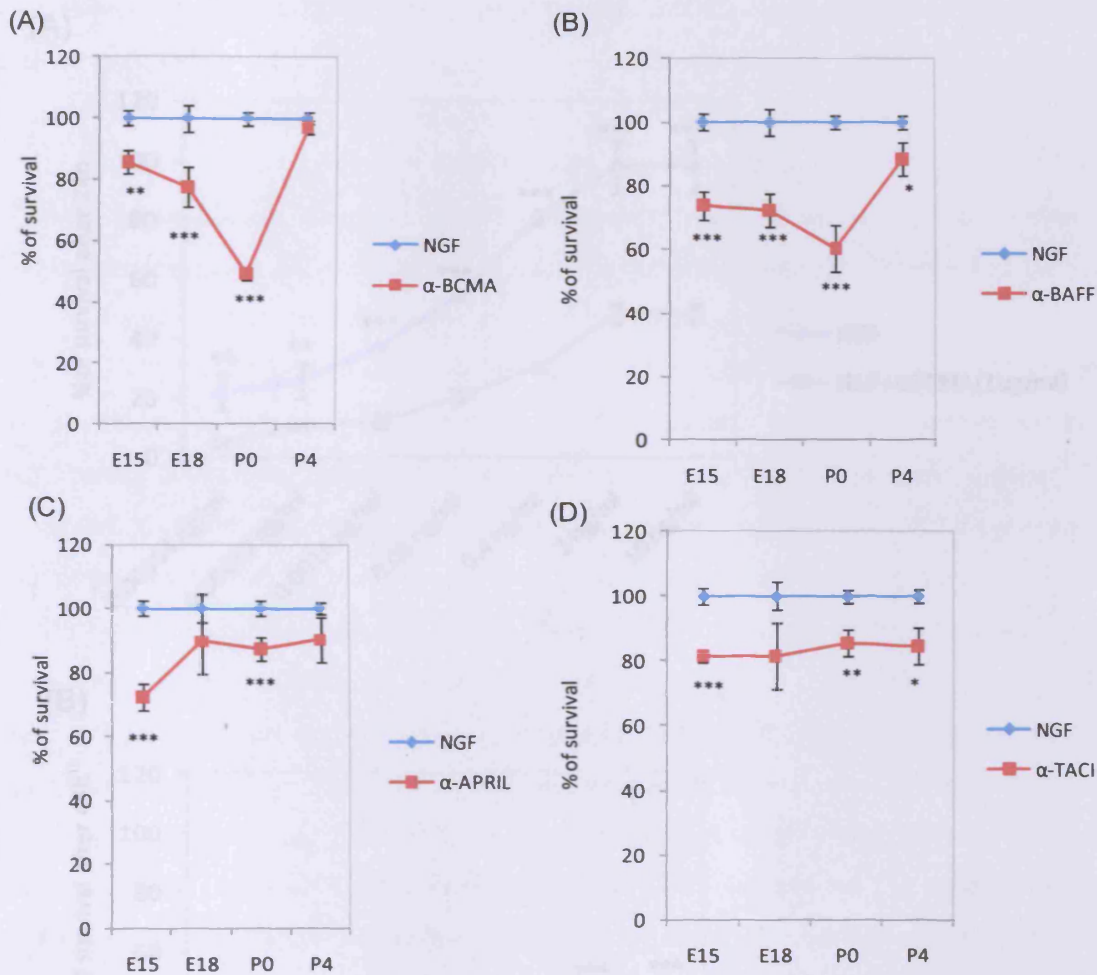 (A)
120
100
80
60
40
20
0
% of survival
E15 E18 P0 P4
**
***
***
NGF
α-BCMA
(B)
120
100
80
60
40
20
0
% of survival
E15 E18 P0 P4
***
***
***
*
NGF
α-BAFF
(C)
120
100
80
60
40
20
0
% of survival
E15 E18 P0 P4
***
***
NGF
α-APRIL
(D)
120
100
80
60
40
20
0
% of survival
E15 E18 P0 P4
***
**
*
NGF
α-TACI